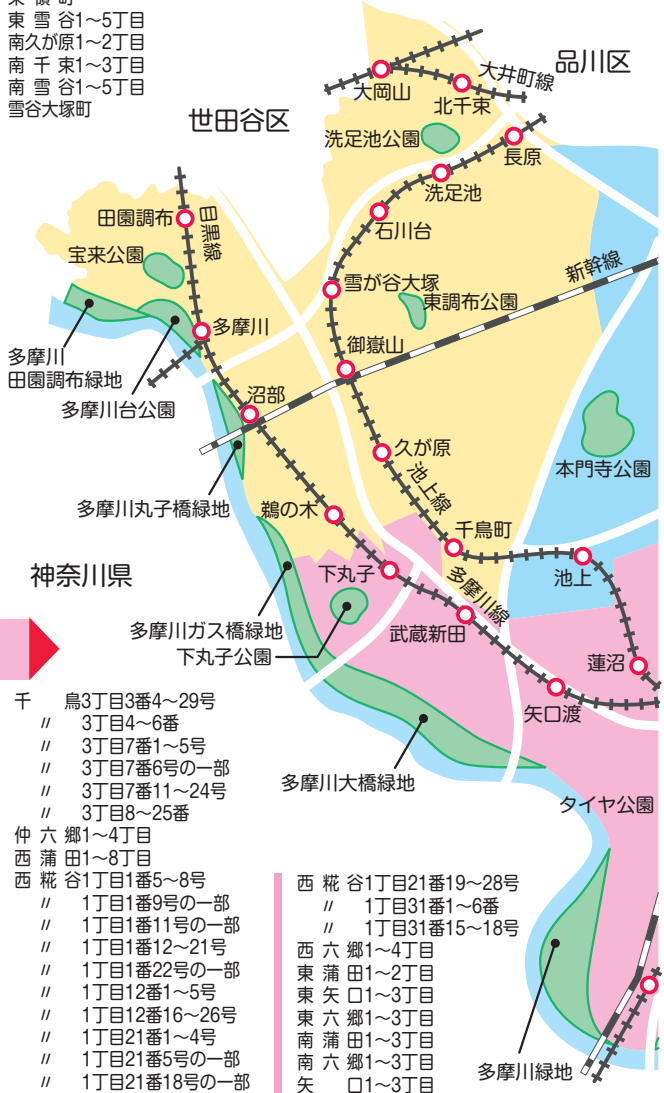 東 雪 谷1〜5丁目
南久が原1〜2丁目
南 千 束1〜3丁目
南 雪 谷1〜5丁目
雪谷大塚町
品川区
大井町線
大岡山
北千束
世田谷区
洗足池公園
長原
洗足池
田園調布
目黒線
石川台
宝来公園
新幹線
雪が谷大塚
東調布公園
多摩川
多摩川
田園調布緑地
御嶽山
多摩川台公園
沼部
久が原
池上線
本門寺公園
多摩川丸子橋緑地
鵜の木
千鳥町
神奈川県
下丸子
多摩川線
池上
多摩川ガス橋緑地
武蔵新田
下丸子公園
蓮沼
矢口渡
多摩川大橋緑地
タイヤ公園
千 鳥3丁目3番4〜29号
〃 3丁目4〜6番
〃 3丁目7番1〜5号
〃 3丁目7番6号の一部
〃 3丁目7番11〜24号
〃 3丁目8〜25番
仲 六 郷1〜4丁目
西 蒲 田1〜8丁目
西 糀 谷1丁目1番5〜8号
〃 1丁目1番9号の一部
〃 1丁目1番11号の一部
〃 1丁目1番12〜21号
〃 1丁目1番22号の一部
〃 1丁目12番1〜5号
〃 1丁目12番16〜26号
〃 1丁目21番1〜4号
〃 1丁目21番5号の一部
〃 1丁目21番18号の一部
西 糀 谷1丁目21番19〜28号
〃 1丁目31番1〜6番
〃 1丁目31番15〜18号
西 六 郷1〜4丁目
東 蒲 田1〜2丁目
東 矢 口1〜3丁目
東 六 郷1〜3丁目
南 蒲 田1〜3丁目
南 六 郷1〜3丁目
矢 口1〜3丁目
多摩川緑地